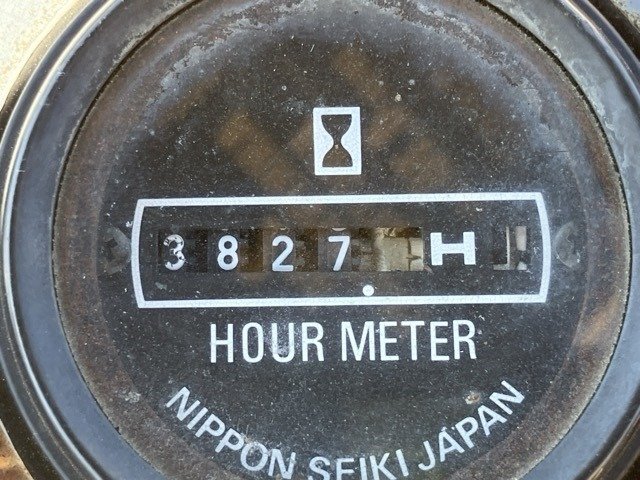 3827 H
HOUR METER
NIPPON SEIKI JAPAN